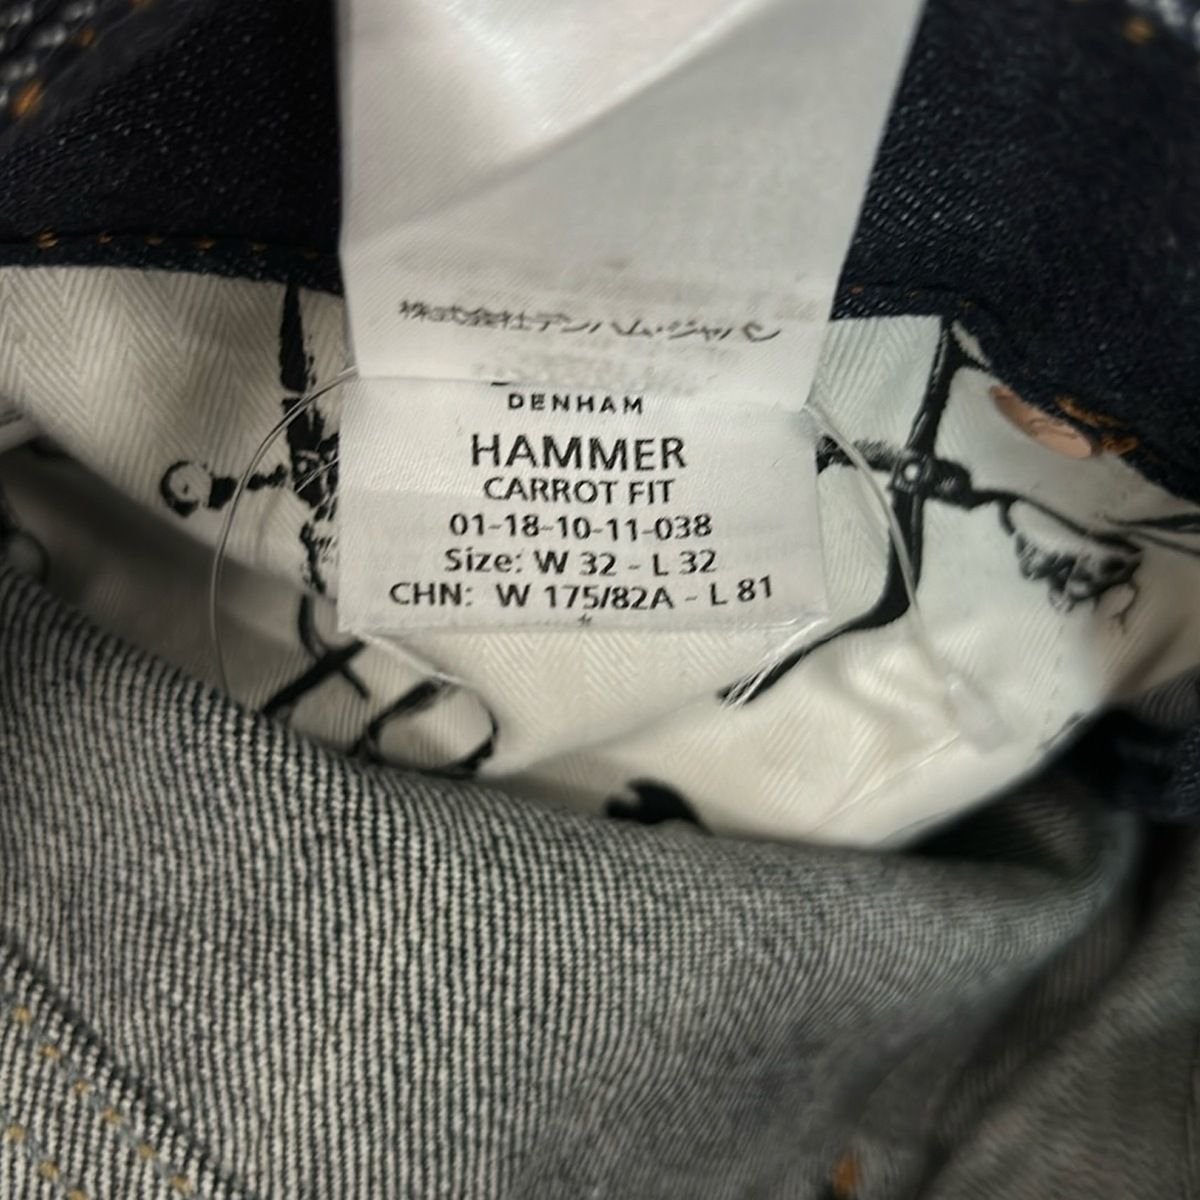 株式会社デンハム・ジャパン
DENHAM
HAMMER
CARROT FIT
01-18-10-11-038
Size: W 32 - L 32
CHN: W 175/82A - L 81